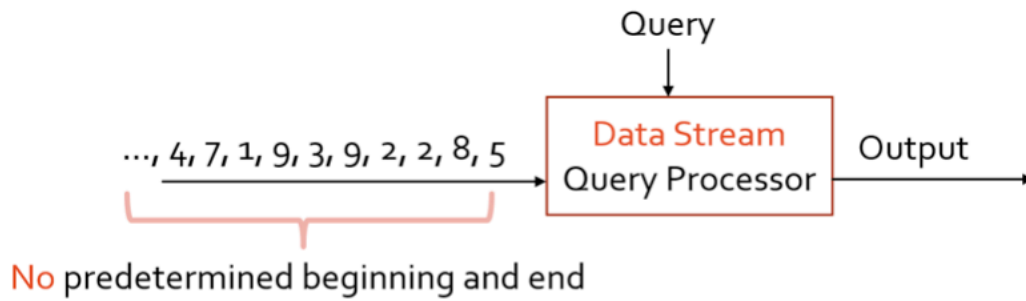 Query
Data Stream
Query Processor
..., 4, 7, 1, 9, 3, 9, 2, 2, 8, 5
Output
No predetermined beginning and end